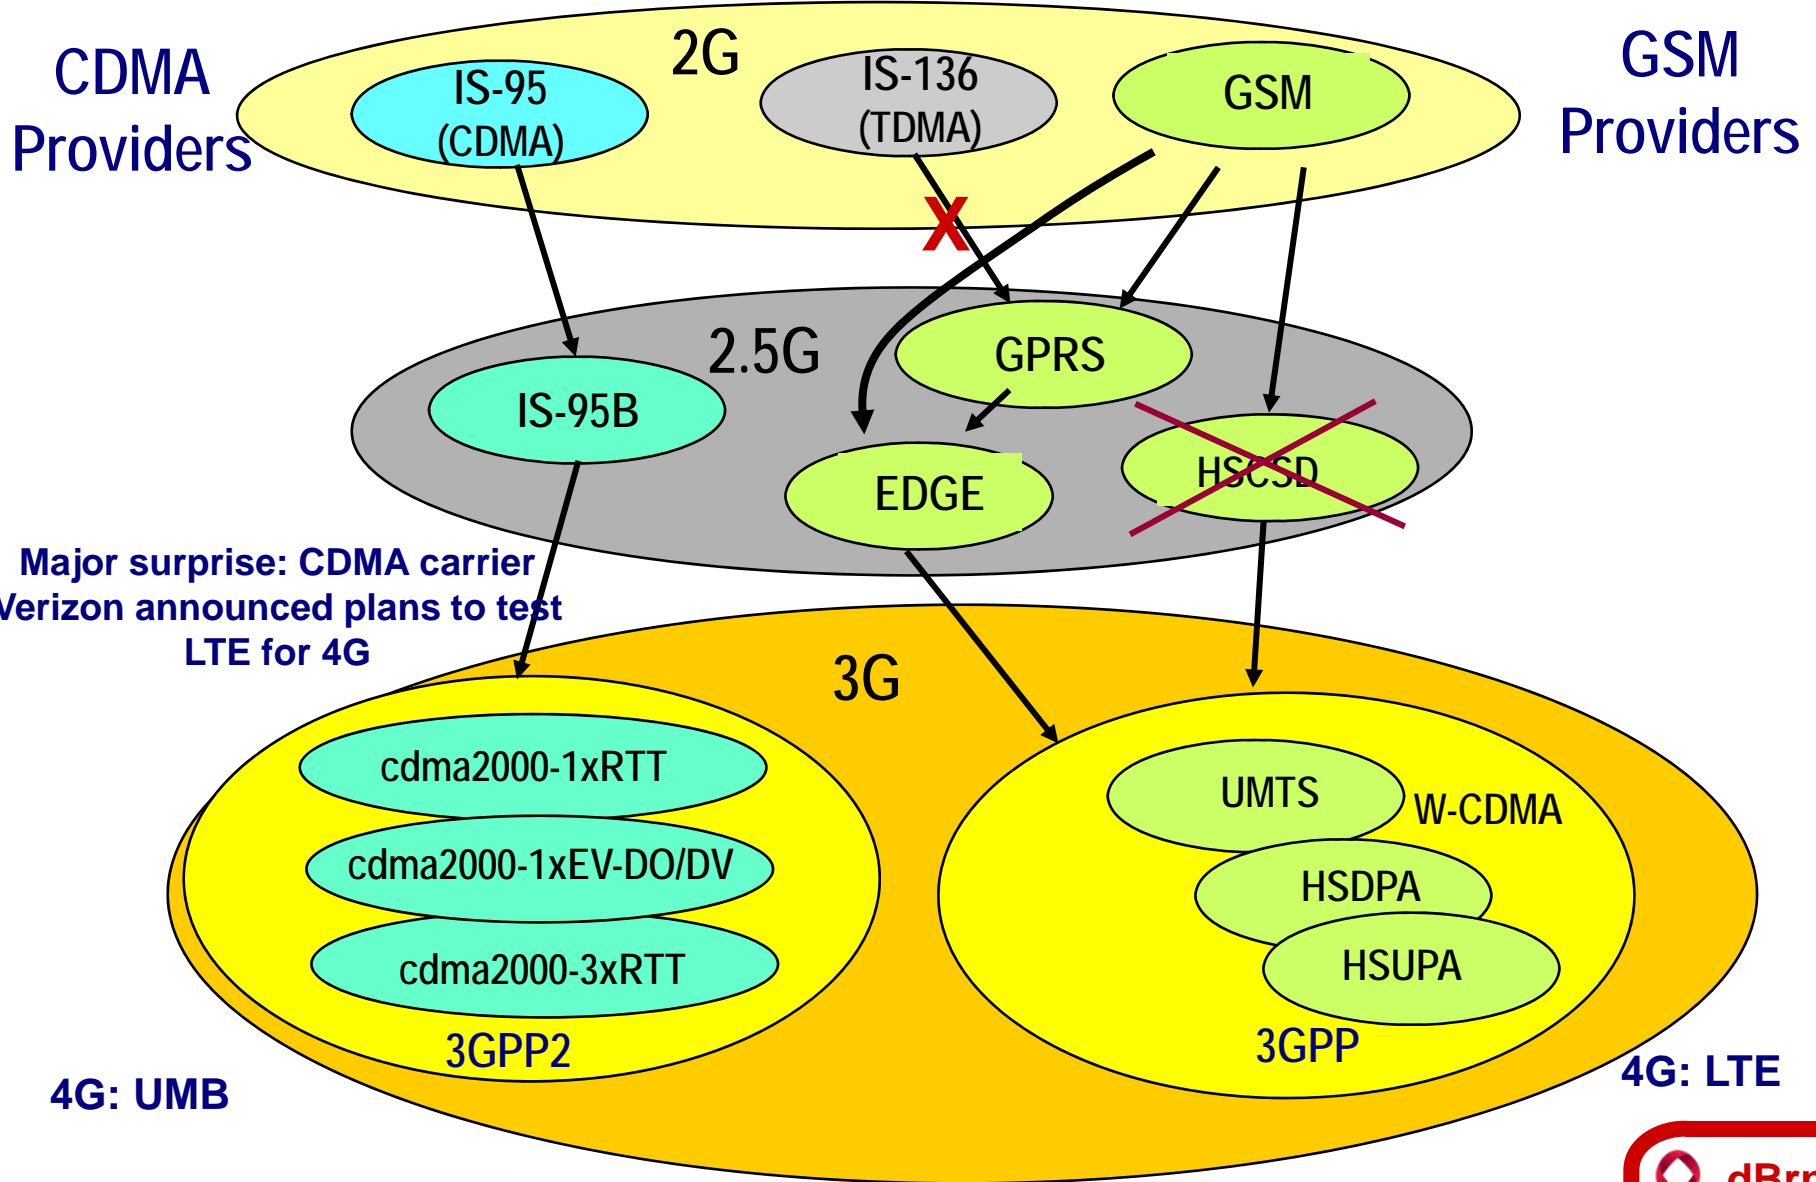 CDMA
Providers
2G
IS-95
(CDMA)
IS-136
(TDMA)
GSM
GSM
Providers
X
2.5G
GPRS
IS-95B
EDGE
HSCSD
Major surprise: CDMA carrier
Verizon announced plans to test
LTE for 4G
3G
cdma2000-1xRTT
cdma2000-1xEV-DO/DV
cdma2000-3xRTT
3GPP2
UMTS
W-CDMA
HSDPA
HSUPA
3GPP
4G: UMB
4G: LTE